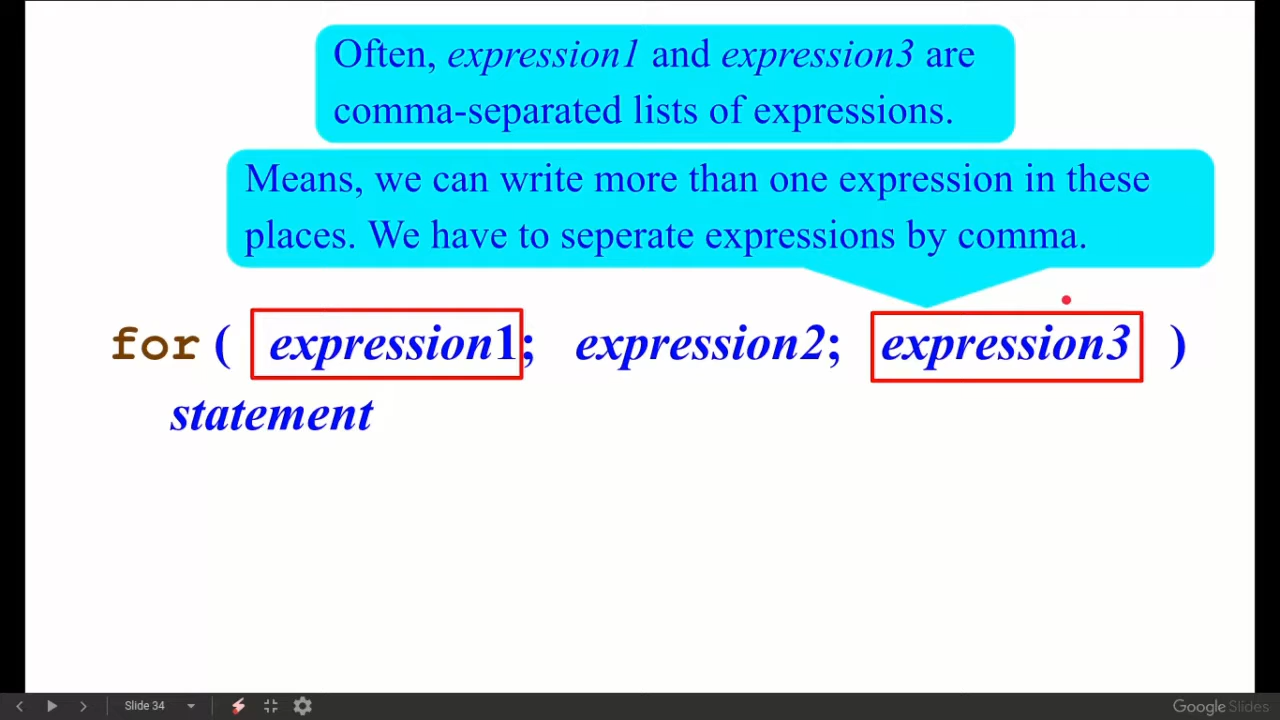 Often, expression1 and expression3 are
comma-separated lists of expressions.
Means, we can write more than one expression in these
places. We have to seperate expressions by comma.
for ( expression1; expression2; expression3 )
statement
Slide 34
Google Slides